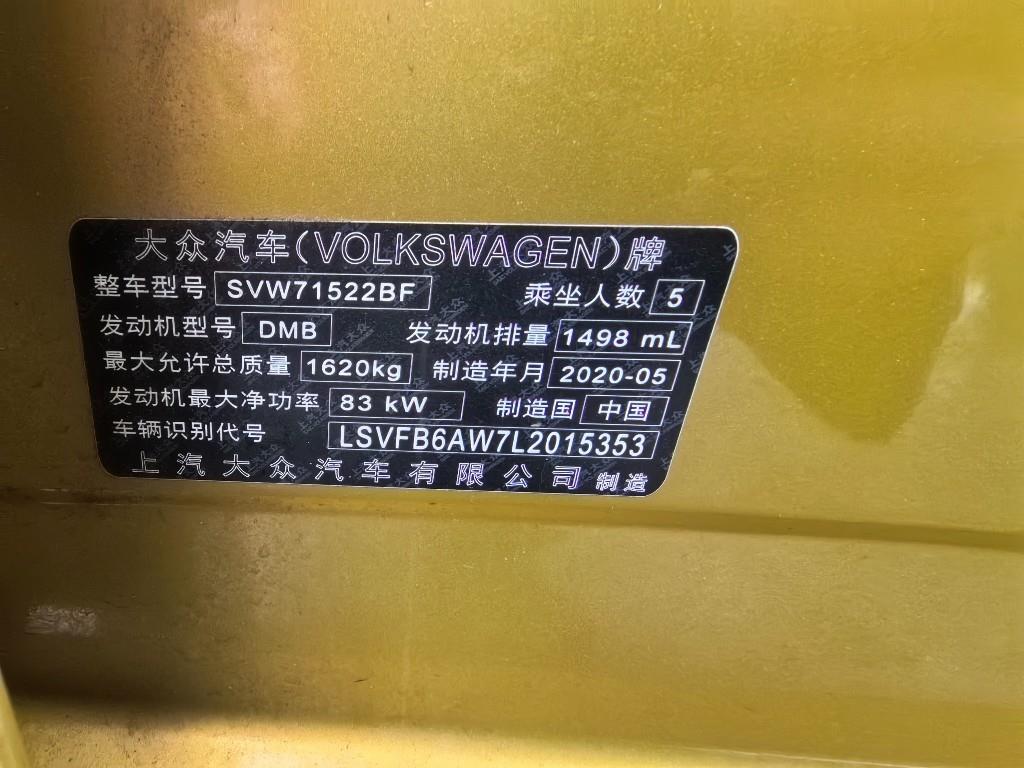 大众汽车(VOLKSWAGEN)牌
整车型号 SVW71522BF 乘坐人数 5
发动机型号 DMB 发动机排量 1498 mL
最大允许总质量 1620kg 制造年月 2020-05
发动机最大净功率 83 kW 制造国 中国
车辆识别代号 LSVFB6AW7L2015353
上汽大众汽车有限公司 制造